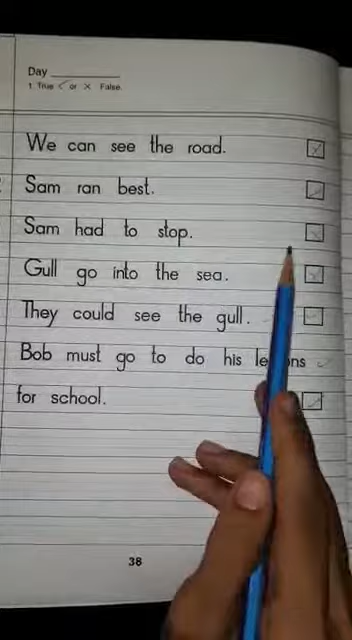 Day
1. True ✓ or × False.
We can see the road.
Sam ran best.
Sam had to stop.
Gull go into the sea.
They could see the gull.
Bob must go to do his
for school.
38